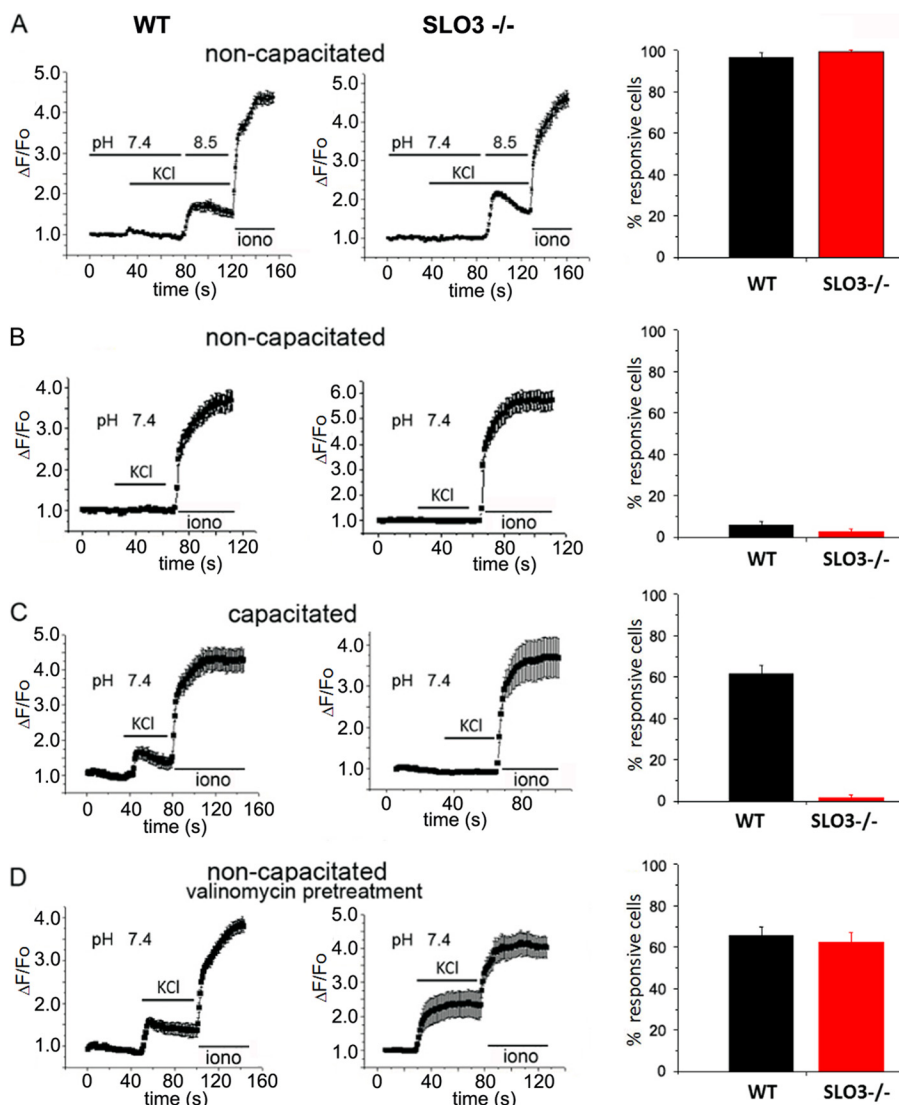 WT SLO3 -/-
A
non-capacitated
5.0
4.0
3.0
2.0
1.0
ΔF/Fo
pH 7.4 8.5
KCl
iono
0 40 80 120 160
time (s)
5.0
4.0
3.0
2.0
1.0
ΔF/Fo
pH 7.4 8.5
KCl
iono
0 40 80 120 160
time (s)
100
80
60
40
20
0
% responsive cells
WT SLO3-/-
B
non-capacitated
4.0
3.0
2.0
1.0
ΔF/Fo
pH 7.4
KCl
iono
0 40 80 120
time (s)
6.0
5.0
4.0
3.0
2.0
1.0
ΔF/Fo
pH 7.4
KCl
iono
0 40 80 120
time (s)
100
80
60
40
20
0
% responsive cells
WT SLO3-/-
C
capacitated
5.0
4.0
3.0
2.0
1.0
ΔF/Fo
pH 7.4
KCl
iono
0 40 80 120 160
time (s)
4.0
3.0
2.0
1.0
ΔF/Fo
pH 7.4
KCl
iono
0 40 80
time (s)
100
80
60
40
20
0
% responsive cells
WT SLO3-/-
D
non-capacitated
valinomycin pretreatment
4.0
3.0
2.0
1.0
ΔF/Fo
pH 7.4
KCl
iono
0 40 80 120 160
time (s)
5.0
4.0
3.0
2.0
1.0
ΔF/Fo
pH 7.4
KCl
iono
0 40 80 120
time (s)
100
80
60
40
20
0
% responsive cells
WT SLO3-/-